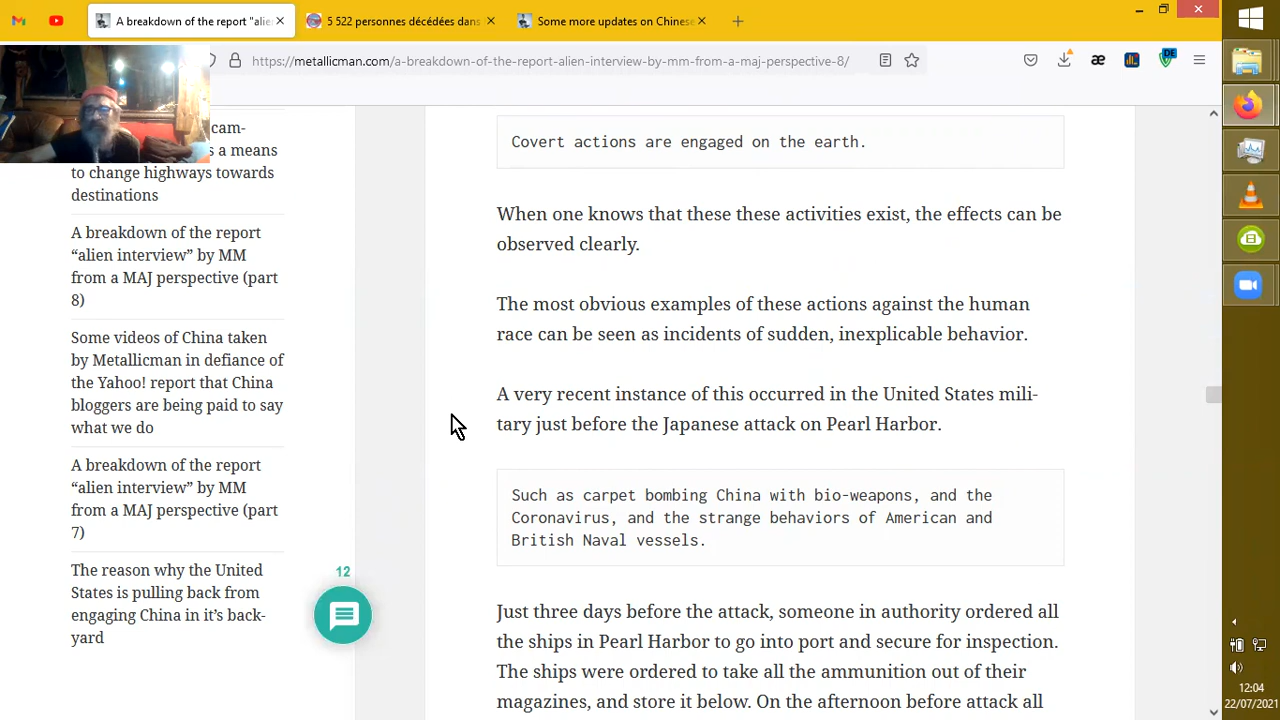 A breakdown of the report "alie
5 522 personnes décédées dans
Some more updates on Chinese
https://metallicman.com/a-breakdown-of-the-report-alien-interview-by-mm-from-a-maj-perspective-8/
DE
cam-
s a means
to change highways towards
destinations
A breakdown of the report
“alien interview” by MM
from a MAJ perspective (part
8)
Some videos of China taken
by Metallicman in defiance of
the Yahoo! report that China
bloggers are being paid to say
what we do
A breakdown of the report
“alien interview” by MM
from a MAJ perspective (part
7)
The reason why the United
States is pulling back from
engaging China in it’s back-
yard
12
Covert actions are engaged on the earth.
When one knows that these these activities exist, the effects can be
observed clearly.
The most obvious examples of these actions against the human
race can be seen as incidents of sudden, inexplicable behavior.
A very recent instance of this occurred in the United States mili-
tary just before the Japanese attack on Pearl Harbor.
Such as carpet bombing China with bio-weapons, and the
Coronavirus, and the strange behaviors of American and
British Naval vessels.
Just three days before the attack, someone in authority ordered all
the ships in Pearl Harbor to go into port and secure for inspection.
The ships were ordered to take all the ammunition out of their
magazines, and store it below. On the afternoon before attack all
12:04
22/07/2021